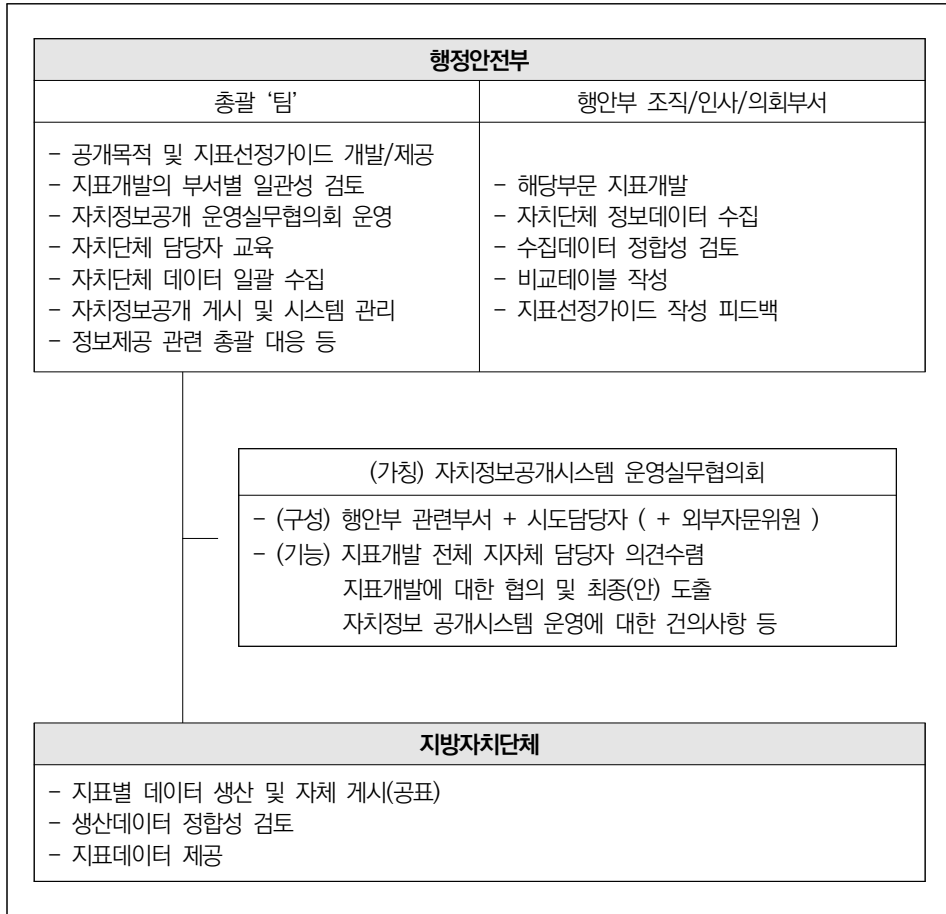 행정안전부
총괄 ‘팀’
행안부 조직/인사/의회부서
- 공개목적 및 지표선정가이드 개발/제공
- 지표개발의 부서별 일관성 검토
- 자치정보공개 운영실무협의회 운영
- 자치단체 담당자 교육
- 자치단체 데이터 일괄 수집
- 자치정보공개 게시 및 시스템 관리
- 정보제공 관련 총괄 대응 등
- 해당부문 지표개발
- 자치단체 정보데이터 수집
- 수집데이터 정합성 검토
- 비교테이블 작성
- 지표선정가이드 작성 피드백
(가칭) 자치정보공개시스템 운영실무협의회
- (구성) 행안부 관련부서 + 시도담당자 ( + 외부자문위원 )
- (기능) 지표개발 전체 지자체 담당자 의견수렴
지표개발에 대한 협의 및 최종(안) 도출
자치정보 공개시스템 운영에 대한 건의사항 등
지방자치단체
- 지표별 데이터 생산 및 자체 게시(공표)
- 생산데이터 정합성 검토
- 지표데이터 제공